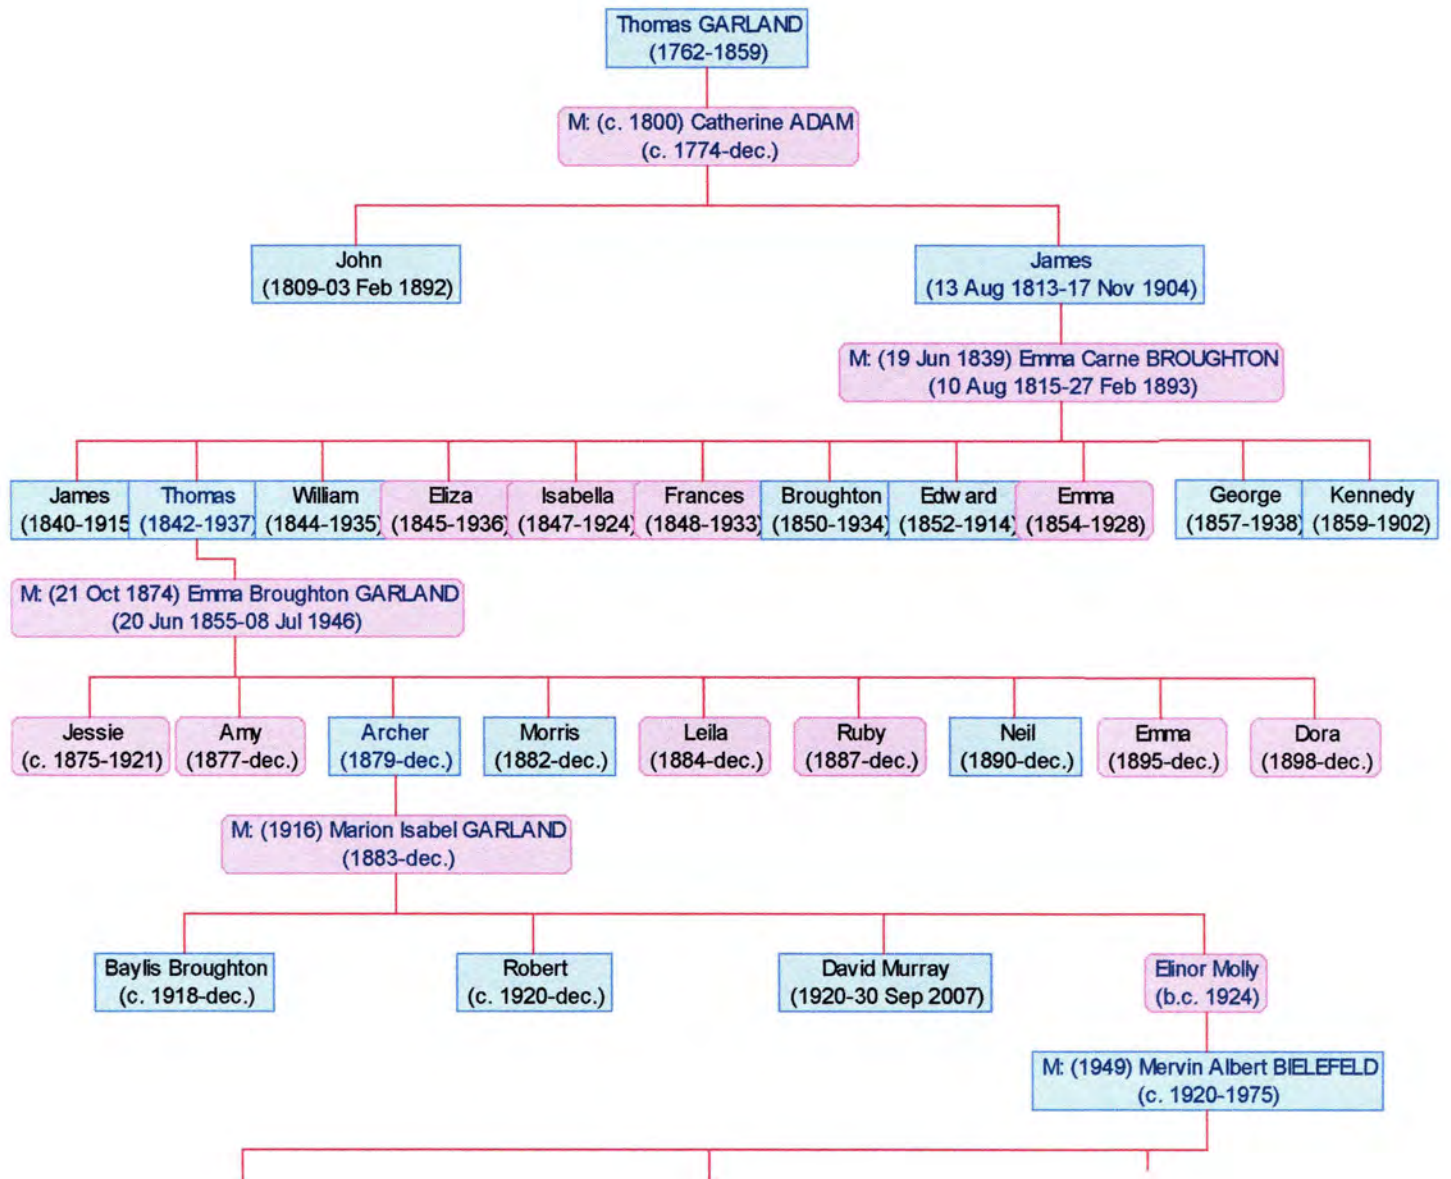 Thomas GARLAND
(1762-1859)
M: (c. 1800) Catherine ADAM
(c. 1774-dec.)
John
(1809-03 Feb 1892)
James
(13 Aug 1813-17 Nov 1904)
M: (19 Jun 1839) Emma Carne BROUGHTON
(10 Aug 1815-27 Feb 1893)
James
(1840-1915
Thomas
(1842-1937)
William
(1844-1935)
Eliza
(1845-1936)
Isabella
(1847-1924)
Frances
(1848-1933)
Broughton
(1850-1934)
Edward
(1852-1914)
Emma
(1854-1928)
George
(1857-1938)
Kennedy
(1859-1902)
M: (21 Oct 1874) Emma Broughton GARLAND
(20 Jun 1855-08 Jul 1946)
Jessie
(c. 1875-1921)
Amy
(1877-dec.)
Archer
(1879-dec.)
Morris
(1882-dec.)
Leila
(1884-dec.)
Ruby
(1887-dec.)
Neil
(1890-dec.)
Emma
(1895-dec.)
Dora
(1898-dec.)
M: (1916) Marion Isabel GARLAND
(1883-dec.)
Baylis Broughton
(c. 1918-dec.)
Robert
(c. 1920-dec.)
David Murray
(1920-30 Sep 2007)
Elinor Molly
(b.c. 1924)
M: (1949) Mervin Albert BIELEFELD
(c. 1920-1975)